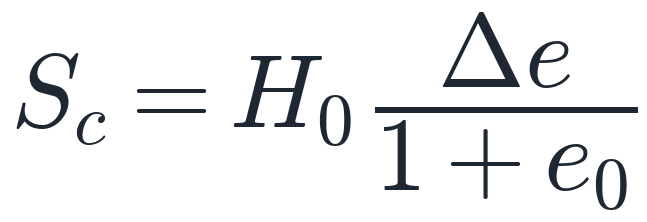 S_c = H_0 \frac{\Delta e}{1 + e_0}